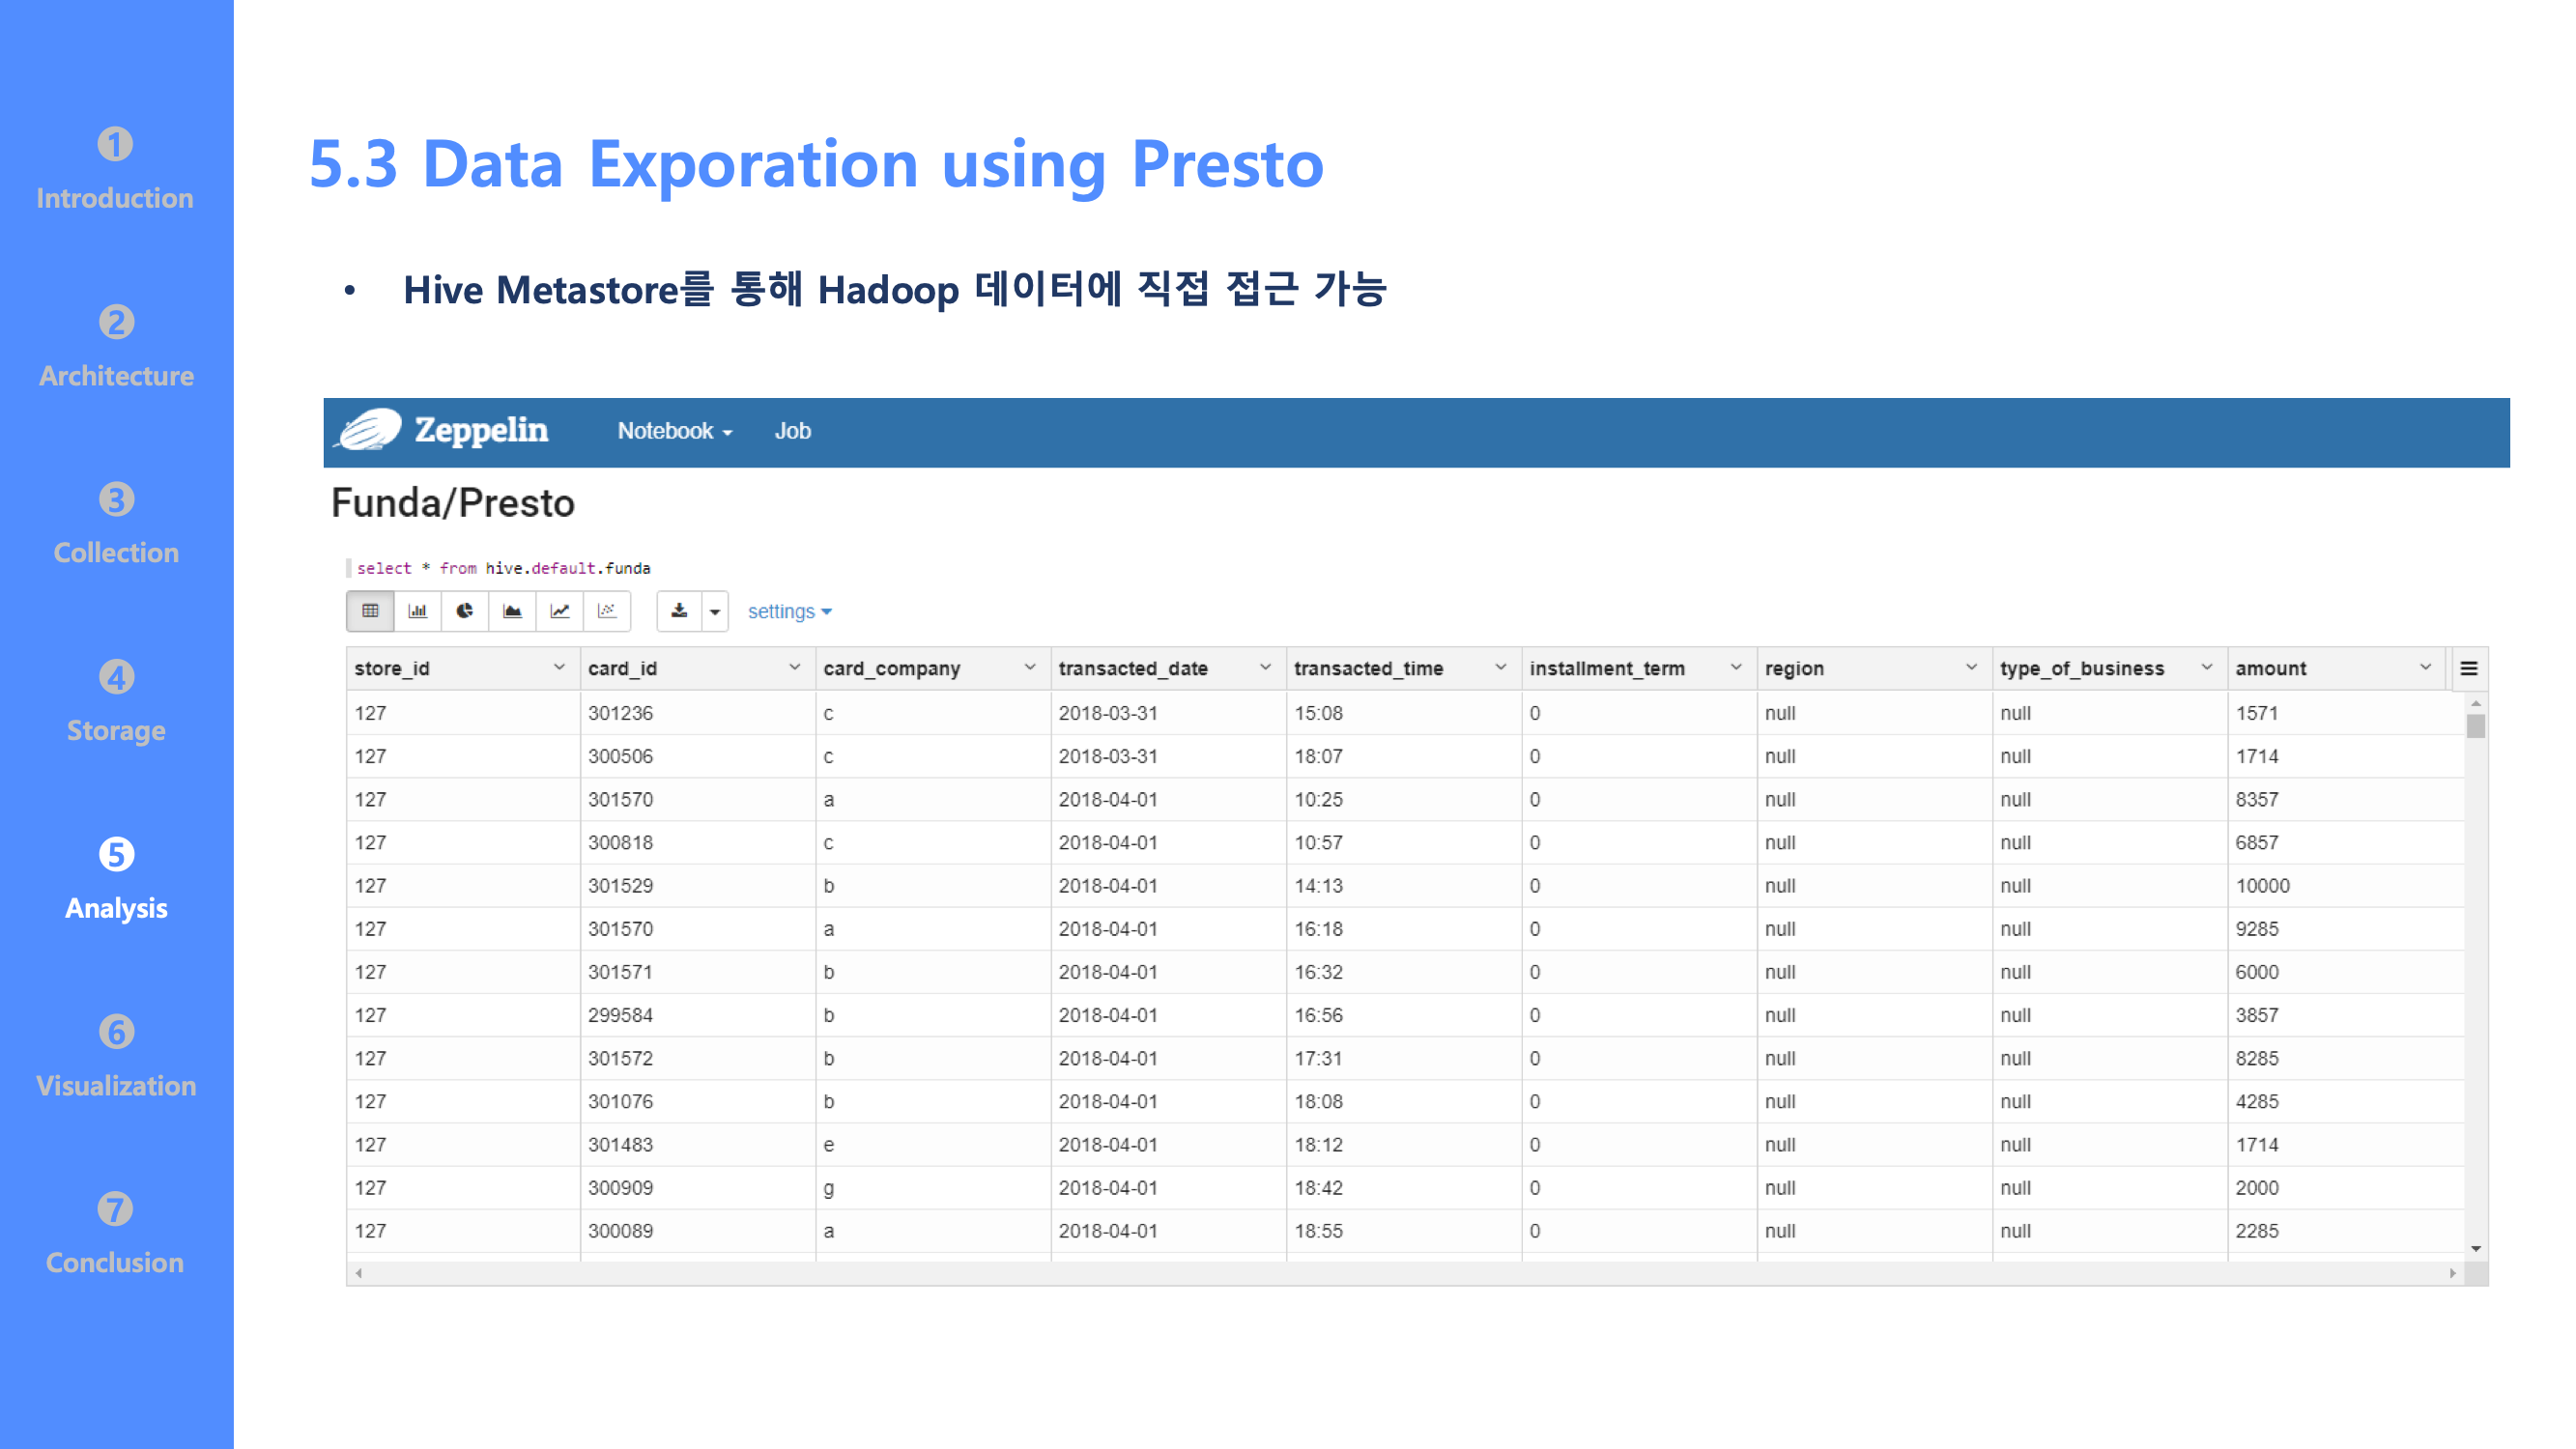 1
Introduction
2
Architecture
3
Collection
4
Storage
5
Analysis
6
Visualization
7
Conclusion
5.3 Data Exporation using Presto
• Hive Metastore를 통해 Hadoop 데이터에 직접 접근 가능
Zeppelin Notebook Job
Funda/Presto
select * from hive.default.funda
settings
store_id card_id card_company transacted_date transacted_time installment_term region type_of_business amount
127 301236 c 2018-03-31 15:08 0 null null 1571
127 300506 c 2018-03-31 18:07 0 null null 1714
127 301570 a 2018-04-01 10:25 0 null null 8357
127 300818 c 2018-04-01 10:57 0 null null 6857
127 301529 b 2018-04-01 14:13 0 null null 10000
127 301570 a 2018-04-01 16:18 0 null null 9285
127 301571 b 2018-04-01 16:32 0 null null 6000
127 299584 b 2018-04-01 16:56 0 null null 3857
127 301572 b 2018-04-01 17:31 0 null null 8285
127 301076 b 2018-04-01 18:08 0 null null 4285
127 301483 e 2018-04-01 18:12 0 null null 1714
127 300909 g 2018-04-01 18:42 0 null null 2000
127 300089 a 2018-04-01 18:55 0 null null 2285